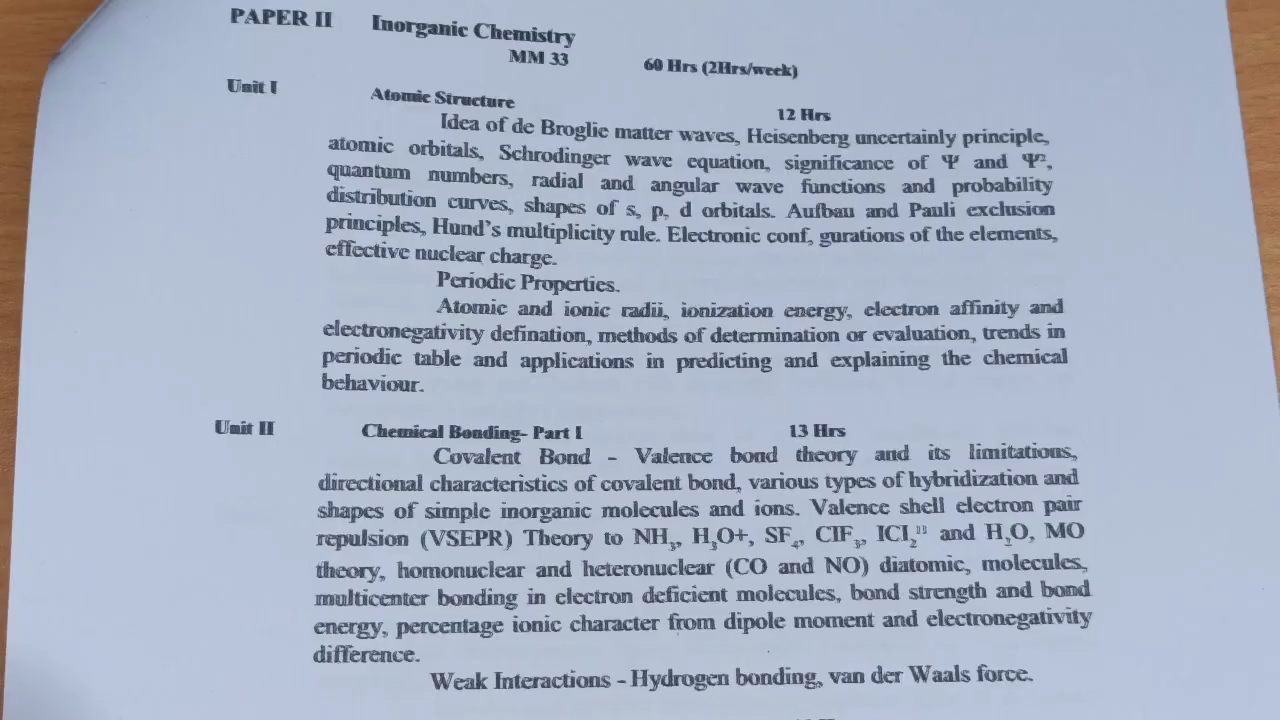 PAPER II Inorganic Chemistry
MM 33 60 Hrs (2Hrs/week)
Unit I Atomic Structure 12 Hrs
Idea of de Broglie matter waves, Heisenberg uncertainly principle,
atomic orbitals, Schrodinger wave equation, significance of Ψ and Ψ²,
quantum numbers, radial and angular wave functions and probability
distribution curves, shapes of s, p, d orbitals. Aufbau and Pauli exclusion
principles, Hund's multiplicity rule. Electronic conf, gurations of the elements,
effective nuclear charge.
Periodic Properties.
Atomic and ionic radii, ionization energy, electron affinity and
electronegativity defination, methods of determination or evaluation, trends in
periodic table and applications in predicting and explaining the chemical
behaviour.
Unit II Chemical Bonding- Part I 13 Hrs
Covalent Bond - Valence bond theory and its limitations,
directional characteristics of covalent bond, various types of hybridization and
shapes of simple inorganic molecules and ions. Valence shell electron pair
repulsion (VSEPR) Theory to NH₃, H₃O+, SF₄, ClF₃, ICl₂ and H₂O, MO
theory, homonuclear and heteronuclear (CO and NO) diatomic, molecules,
multicenter bonding in electron deficient molecules, bond strength and bond
energy, percentage ionic character from dipole moment and electronegativity
difference.
Weak Interactions - Hydrogen bonding, van der Waals force.